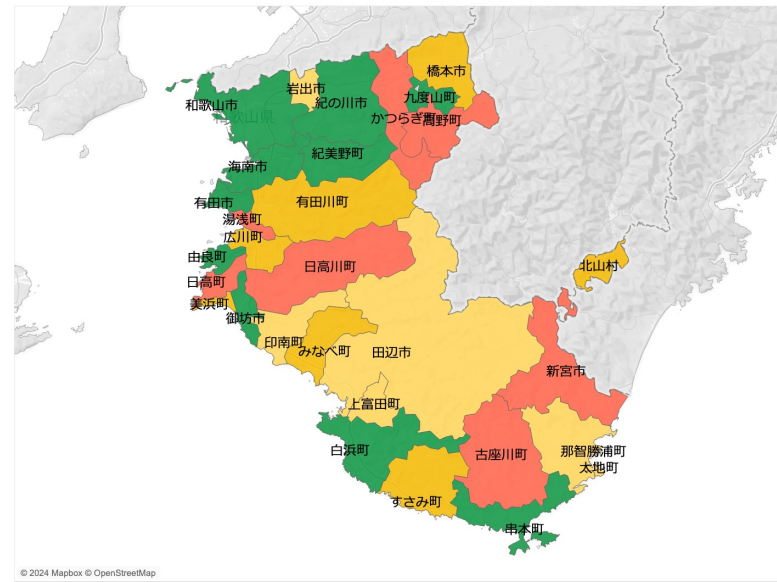 橋本市
岩出市
九度山町
和歌山市
紀の川市
和歌山県
かつらぎ町
高野町
紀美野町
海南市
有田市
有田川町
湯浅町
広川町
由良町
日高川町
北山村
日高町
美浜町
御坊市
印南町
みなべ町
田辺市
新宮市
上富田町
白浜町
古座川町
那智勝浦町
太地町
すさみ町
串本町
© 2024 Mapbox © OpenStreetMap